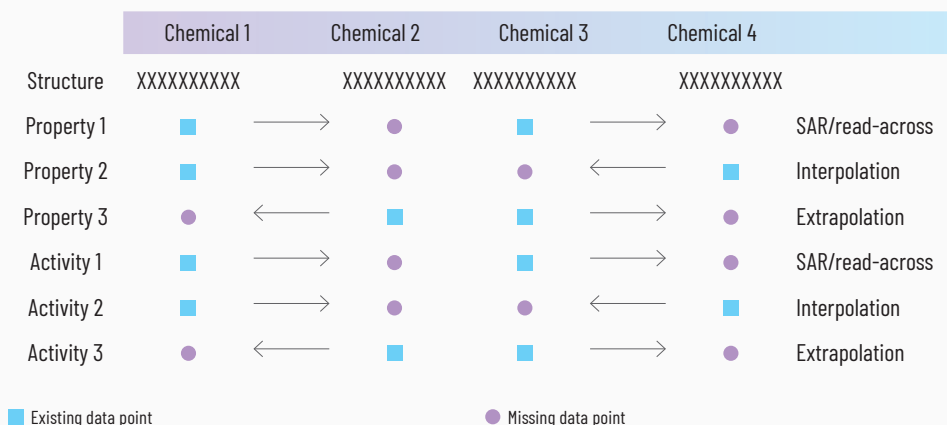 Chemical 1 Chemical 2 Chemical 3 Chemical 4
Structure XXXXXXXXXX XXXXXXXXXX XXXXXXXXXX XXXXXXXXXX
Property 1 SAR/read-across
Property 2 Interpolation
Property 3 Extrapolation
Activity 1 SAR/read-across
Activity 2 Interpolation
Activity 3 Extrapolation
Existing data point Missing data point